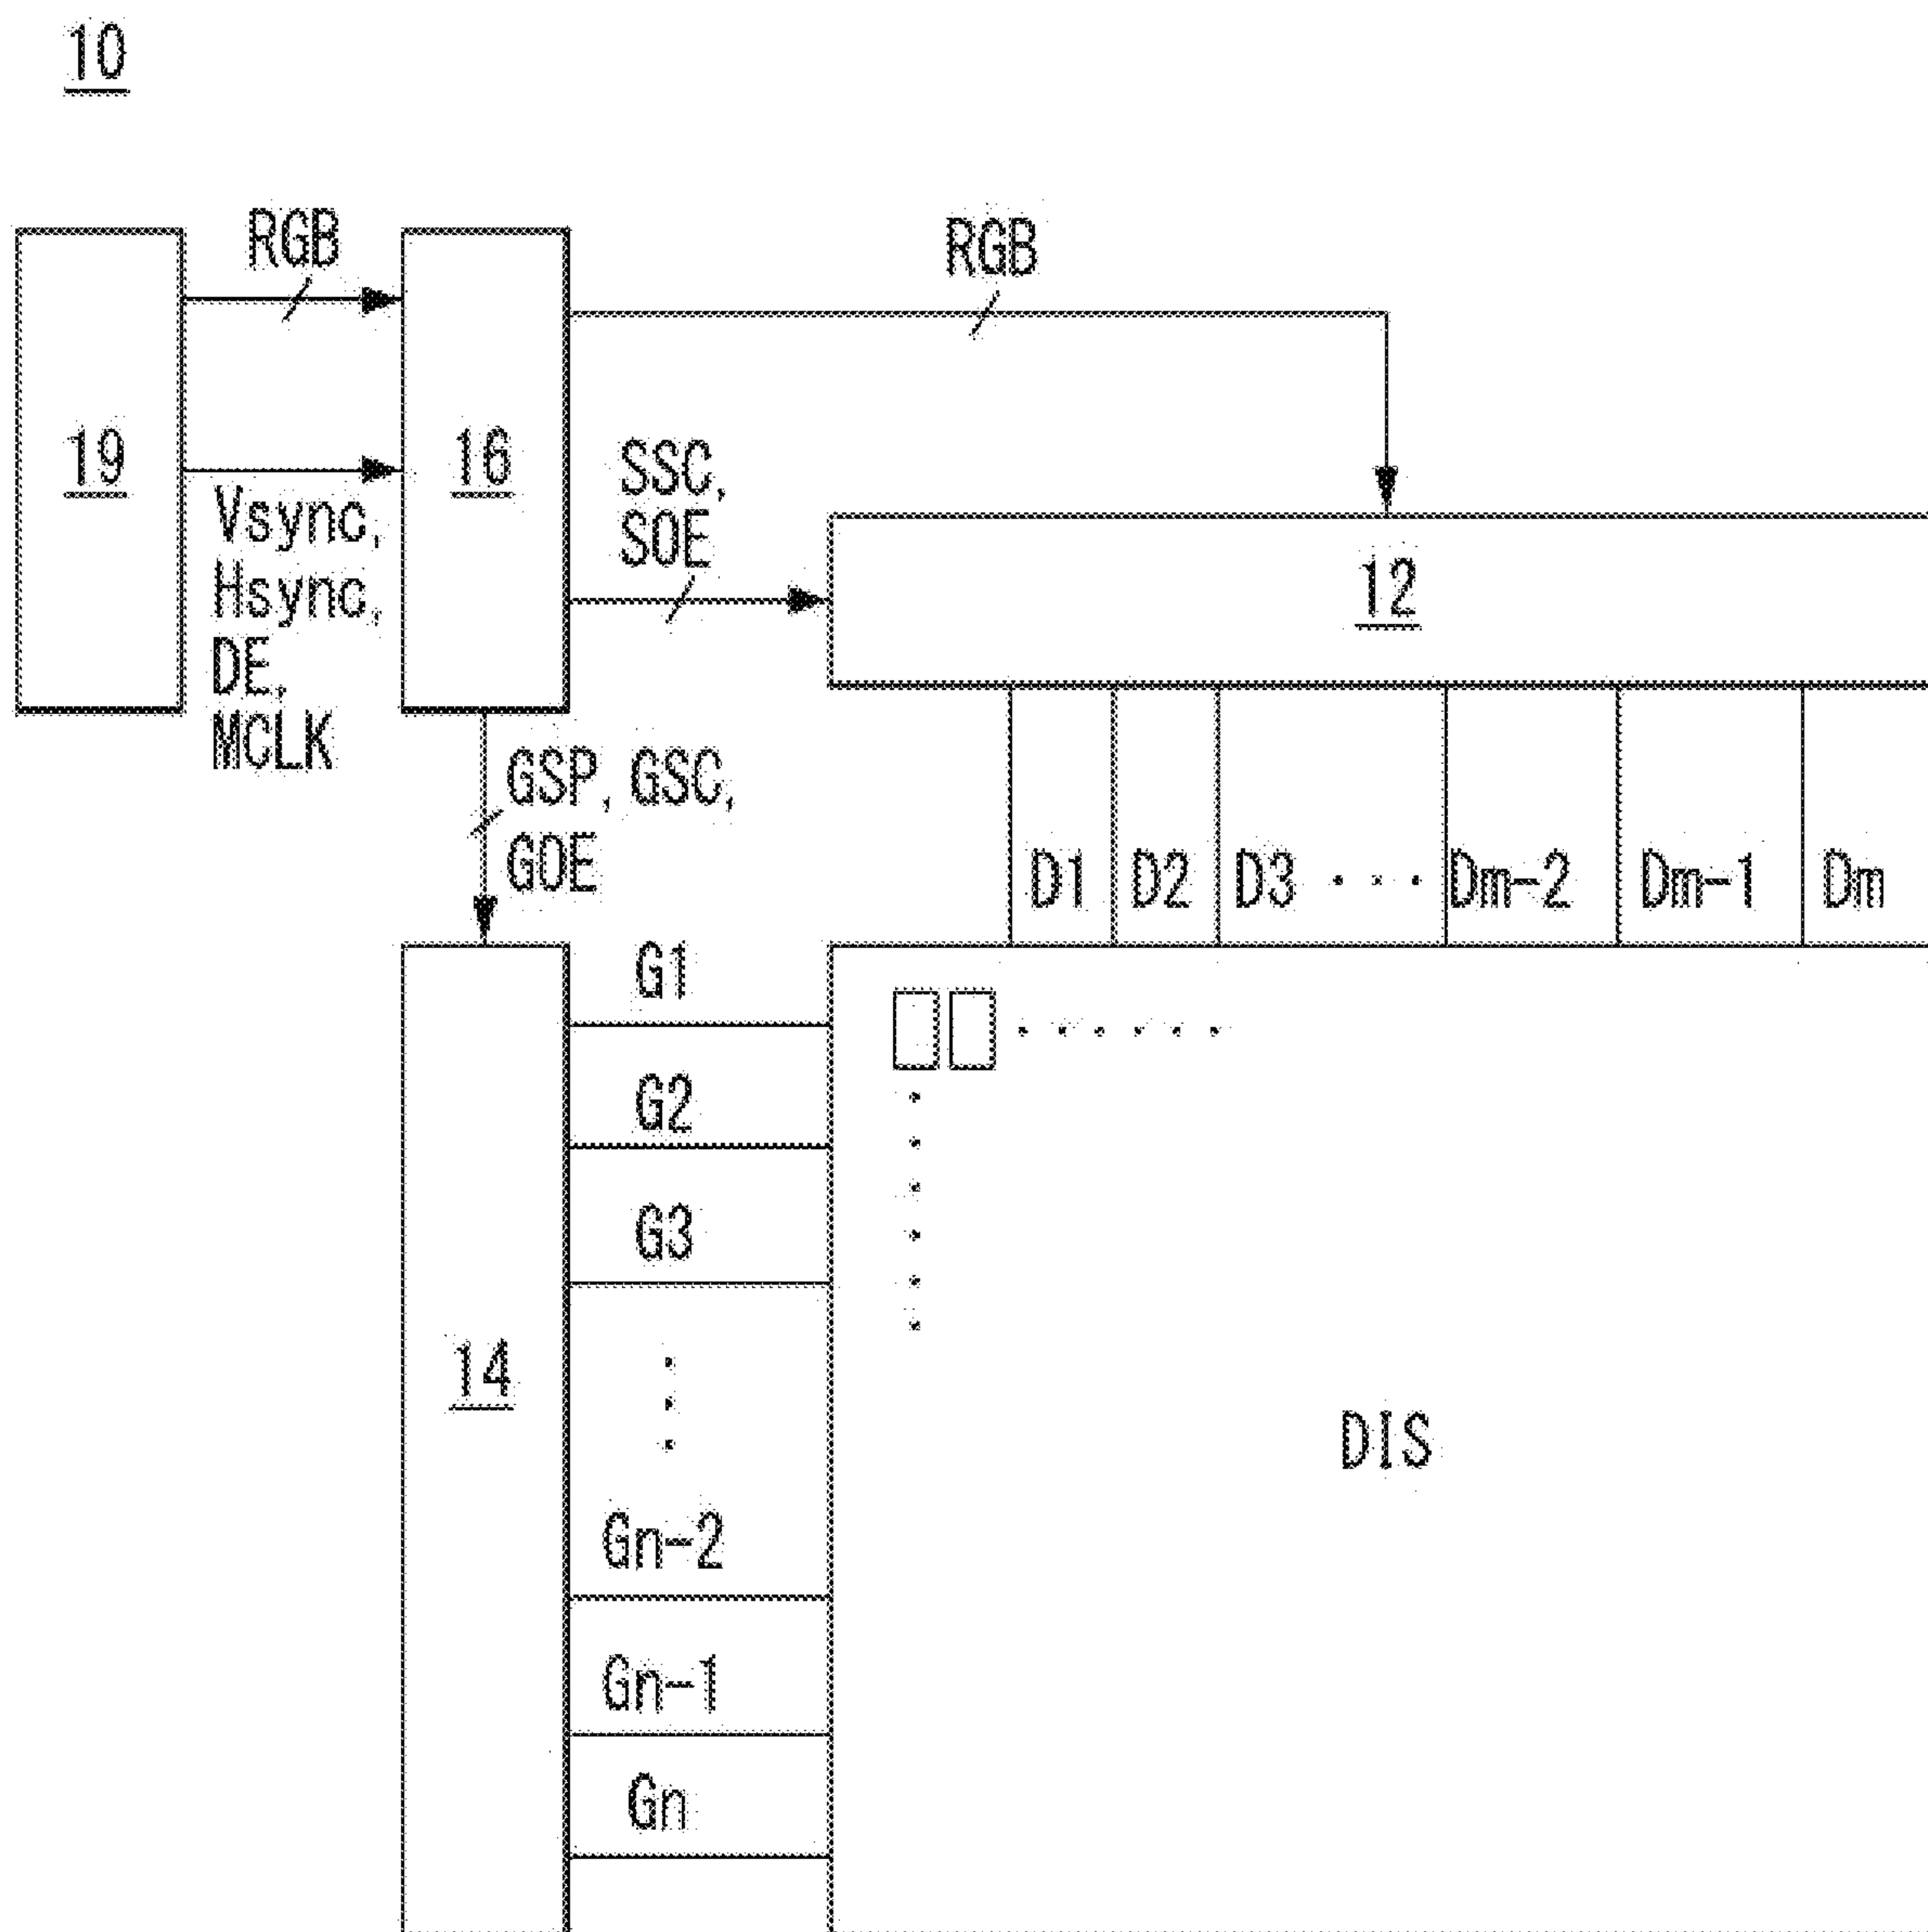 10
RGB
RGB
19
16
SSC,
SOE
Vsync,
Hsync,
DE,
MCLK
12
GSP, GSC,
GOE
D1 D2 D3 ・・・ Dm-2 Dm-1 Dm
G1
G2
G3
14
DIS
Gn-2
Gn-1
Gn